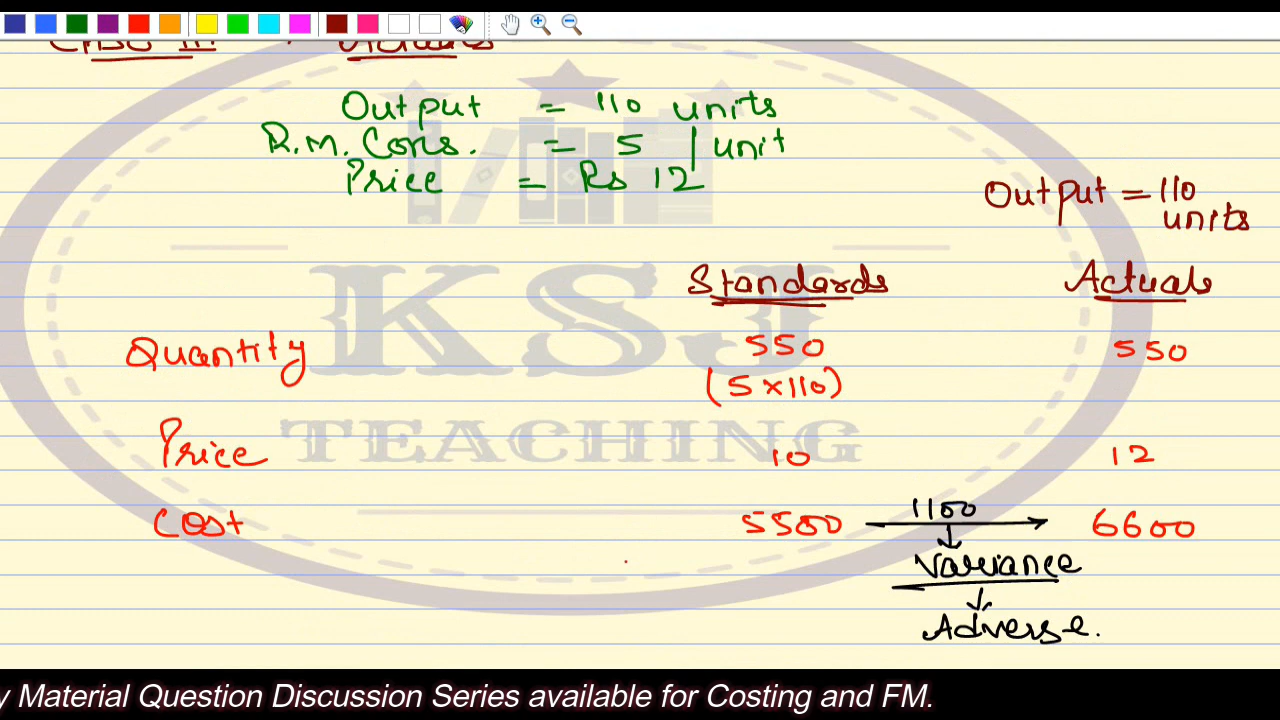 Output = 110 units
R.M. Cons. = 5 / unit
Price = Rs 12
Output = 110
units
Standards Actuals
Quantity 550 550
(5 × 110)
Price 10 12
Cost 5500 1100 6600
Variance
Adverse.
KSJ
TEACHING
y Material Question Discussion Series available for Costing and FM.